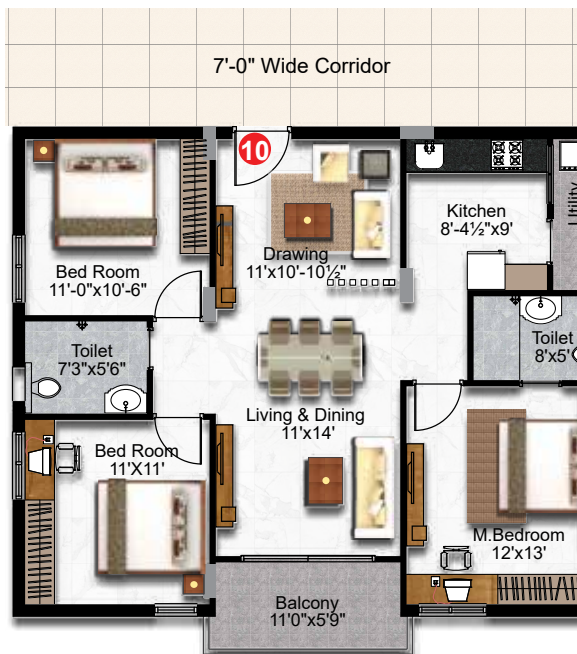 7'-0" Wide Corridor
10
Drawing
11'x10'-10½"
Kitchen
8'-4½"x9'
Utility
Bed Room
11'-0"x10'-6"
Toilet
7'3"x5'6"
Toilet
8'x5'
Living & Dining
11'x14'
Bed Room
11'X11'
M.Bedroom
12'x13'
Balcony
11'0"x5'9"